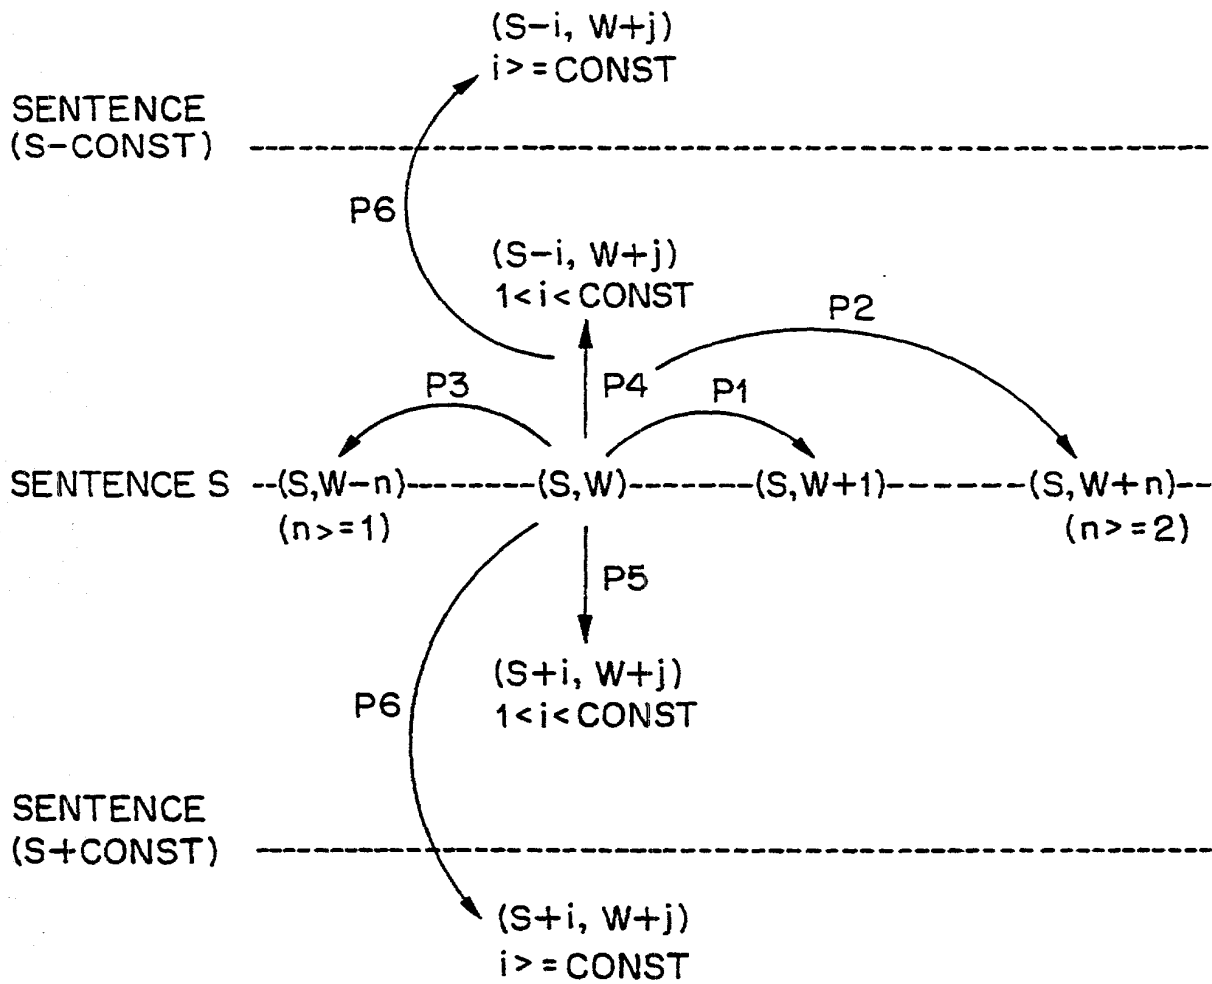 (S−i, W+j)
i>=CONST
SENTENCE
(S−CONST)
P6
(S−i, W+j)
1<i<CONST
P2
P3
P4
P1
SENTENCE S
(S,W−n)
(S,W)
(S,W+1)
(S,W+n)
(n>=1)
(n>=2)
P5
(S+i, W+j)
1<i<CONST
P6
SENTENCE
(S+CONST)
(S+i, W+j)
i>=CONST